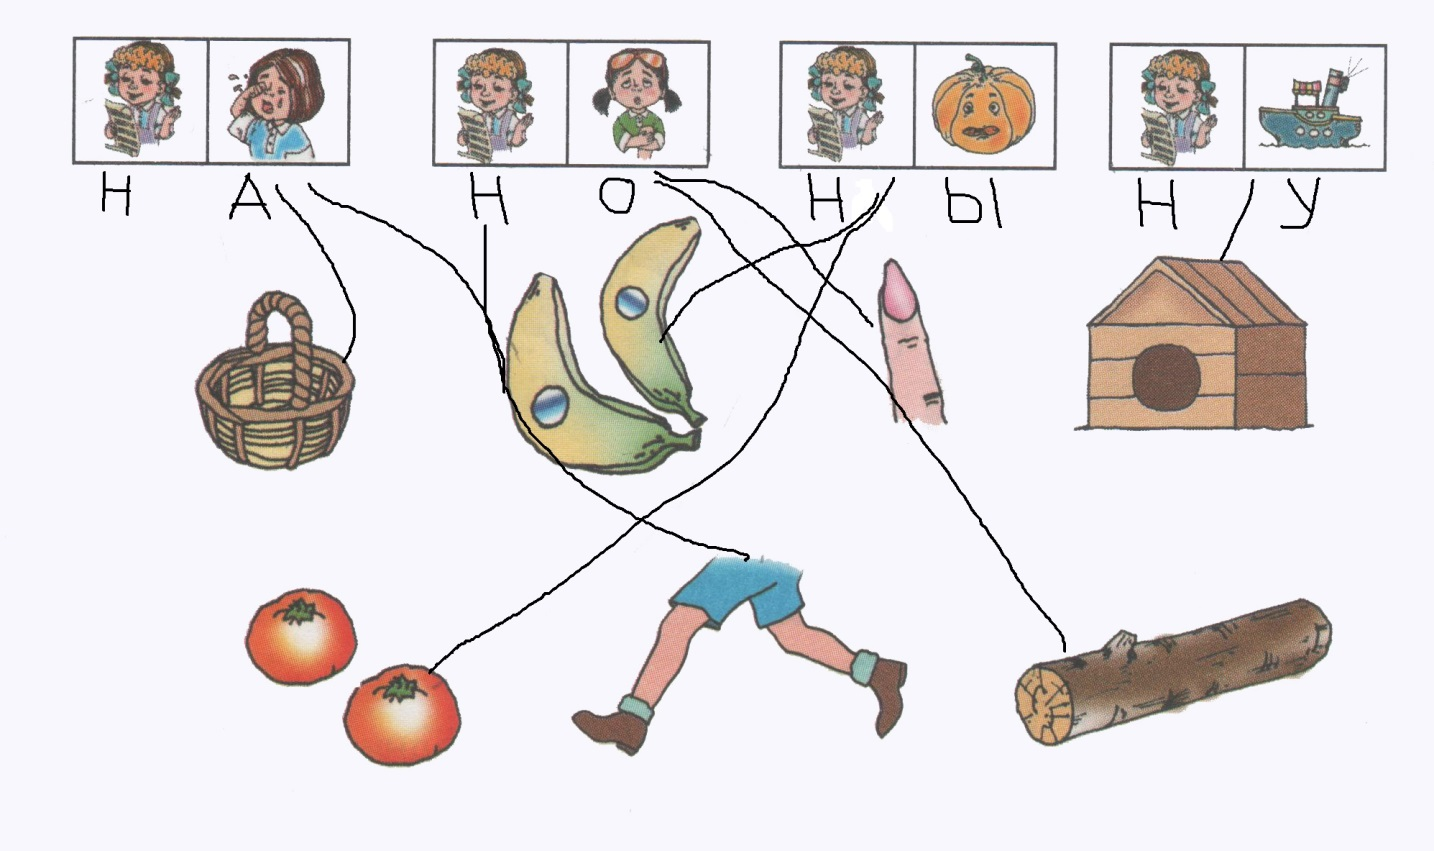 Н А Н О Н Ы Н У